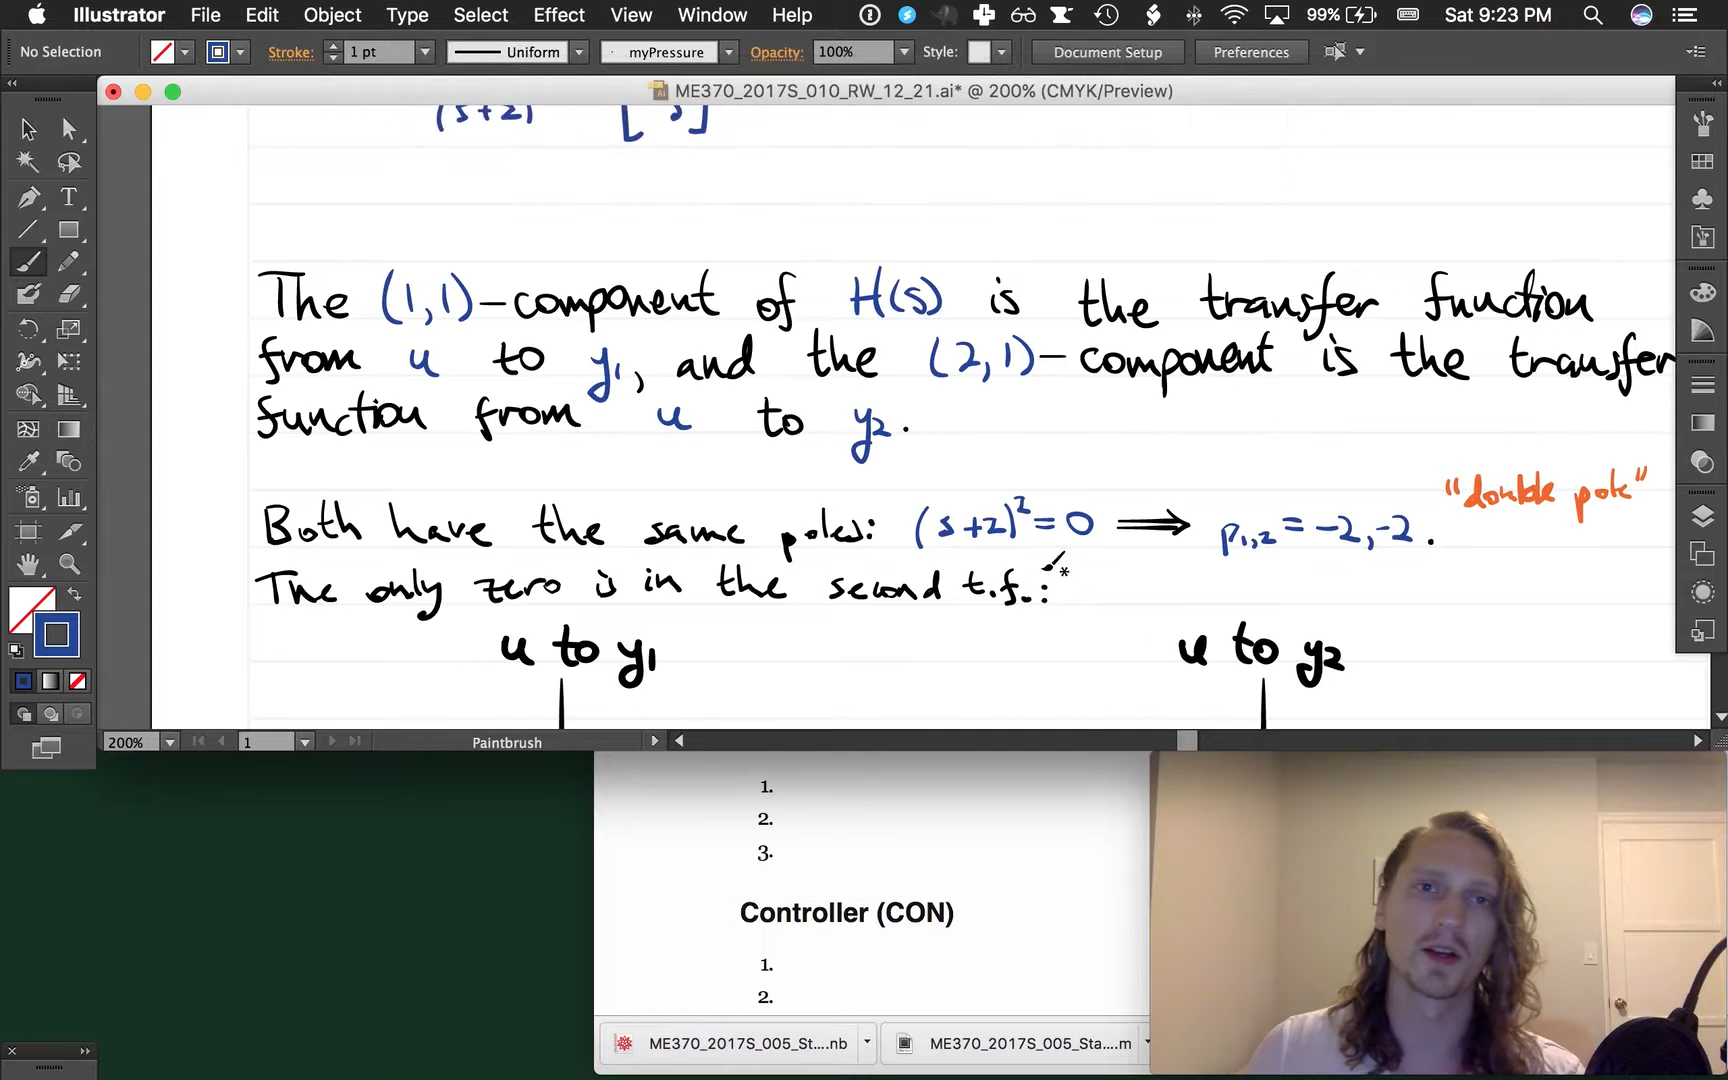 Illustrator File Edit Object Type Select Effect View Window Help 99% Sat 9:23 PM
No Selection Stroke: 1 pt Uniform myPressure Opacity: 100% Style: Document Setup Preferences
ME370_2017S_010_RW_12_21.ai* @ 200% (CMYK/Preview)
(s+2) [ s ]
The (1,1)-component of H(s) is the transfer function
from u to y₁, and the (2,1)-component is the transfer
function from u to y₂.
"double pole"
Both have the same poles: (s+2)²=0 ⟹ p₁,₂ = -2,-2.
The only zero is in the second t.f.:
u to y₁ u to y₂
200% 1 Paintbrush
1.
2.
3.
Controller (CON)
1.
2.
ME370_2017S_005_St....nb ME370_2017S_005_Sta....m